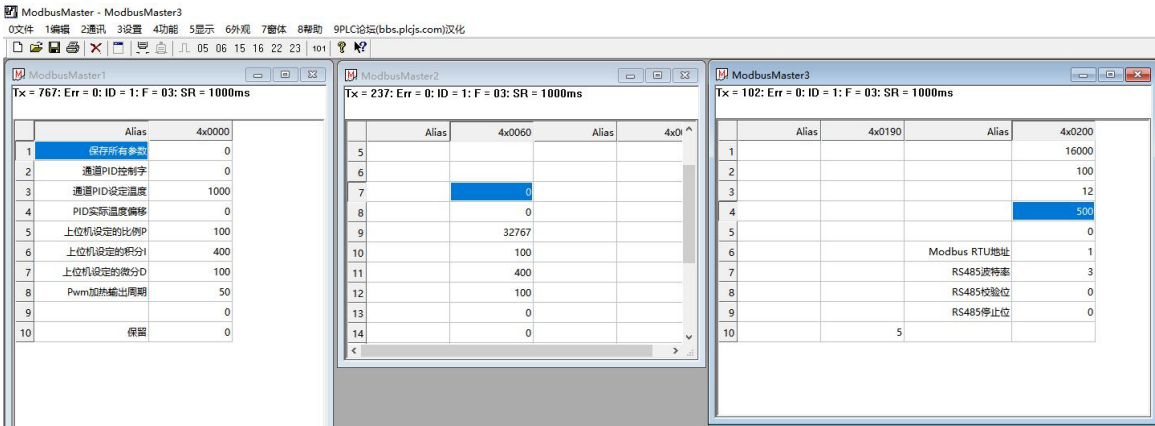 ModbusMaster - ModbusMaster3
0文件 1编辑 2通讯 3设置 4功能 5显示 6外观 7窗体 8帮助 9PLC论坛(bbs.plcjs.com)汉化
05 06 15 16 22 23 101
ModbusMaster1
Tx = 767: Err = 0: ID = 1: F = 03: SR = 1000ms
Alias 4x0000
1 保存所有参数 0
2 通道PID控制字 0
3 通道PID设定温度 1000
4 PID实际温度偏移 0
5 上位机设定的比例P 100
6 上位机设定的积分I 400
7 上位机设定的微分D 100
8 Pwm加热输出周期 50
9 0
10 保留 0
ModbusMaster2
Tx = 237: Err = 0: ID = 1: F = 03: SR = 1000ms
Alias 4x0060 Alias
5
6
7 0
8 0
9 32767
10 100
11 400
12 100
13 0
14 0
ModbusMaster3
Tx = 102: Err = 0: ID = 1: F = 03: SR = 1000ms
Alias 4x0190 Alias 4x0200
1 16000
2 100
3 12
4 500
5 0
6 Modbus RTU地址 1
7 RS485波特率 3
8 RS485校验位 0
9 RS485停止位 0
10 5